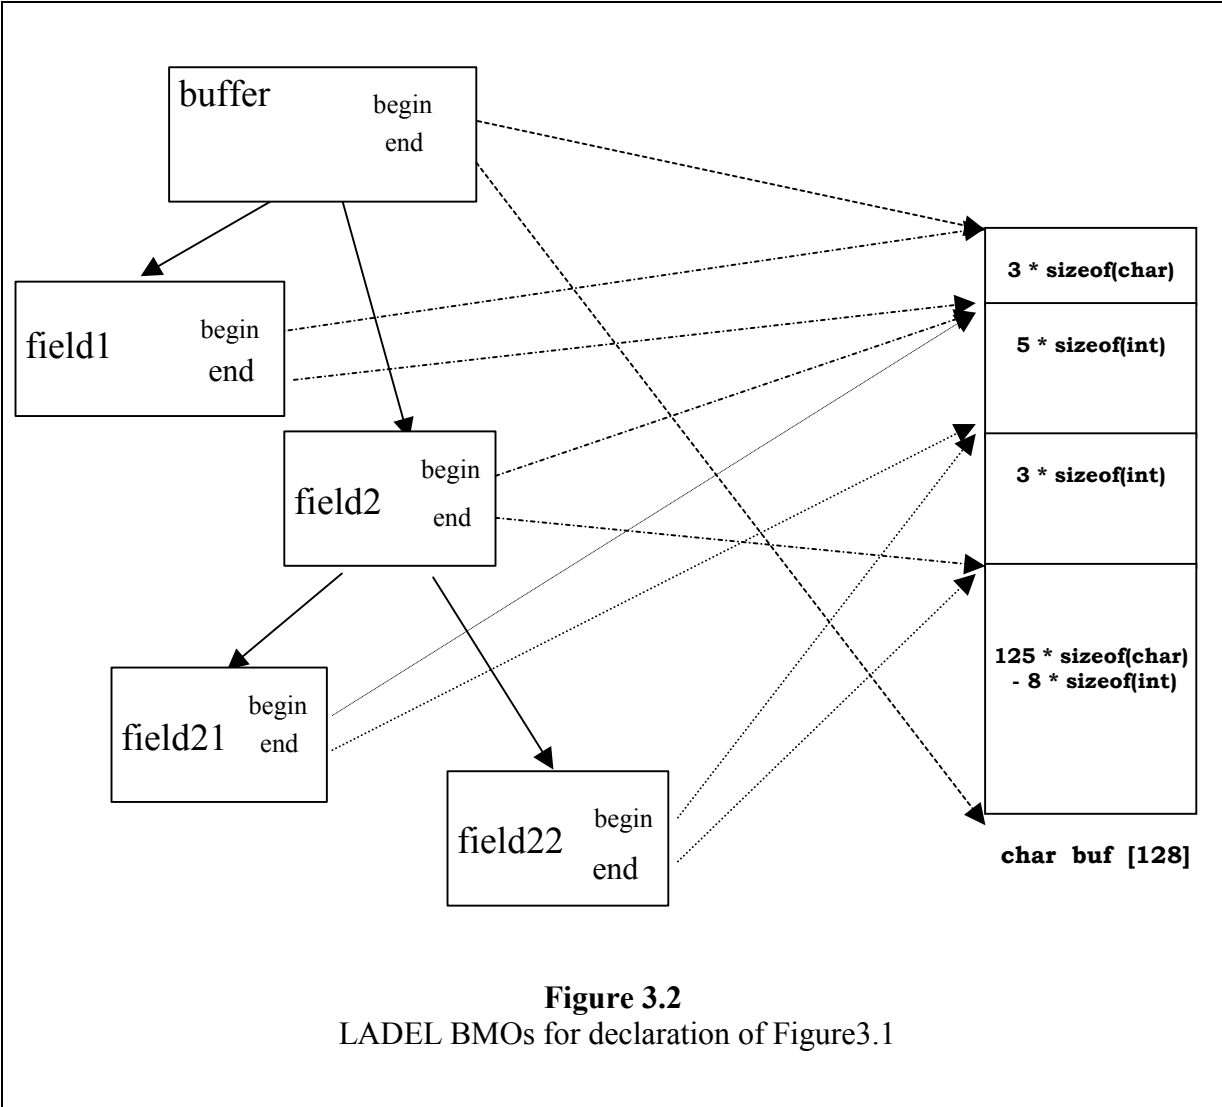 buffer
begin
end
3 * sizeof(char)
field1
begin
end
5 * sizeof(int)
field2
begin
end
3 * sizeof(int)
125 * sizeof(char)
- 8 * sizeof(int)
field21
begin
end
field22
begin
end
char buf [128]
Figure 3.2
LADEL BMOs for declaration of Figure3.1